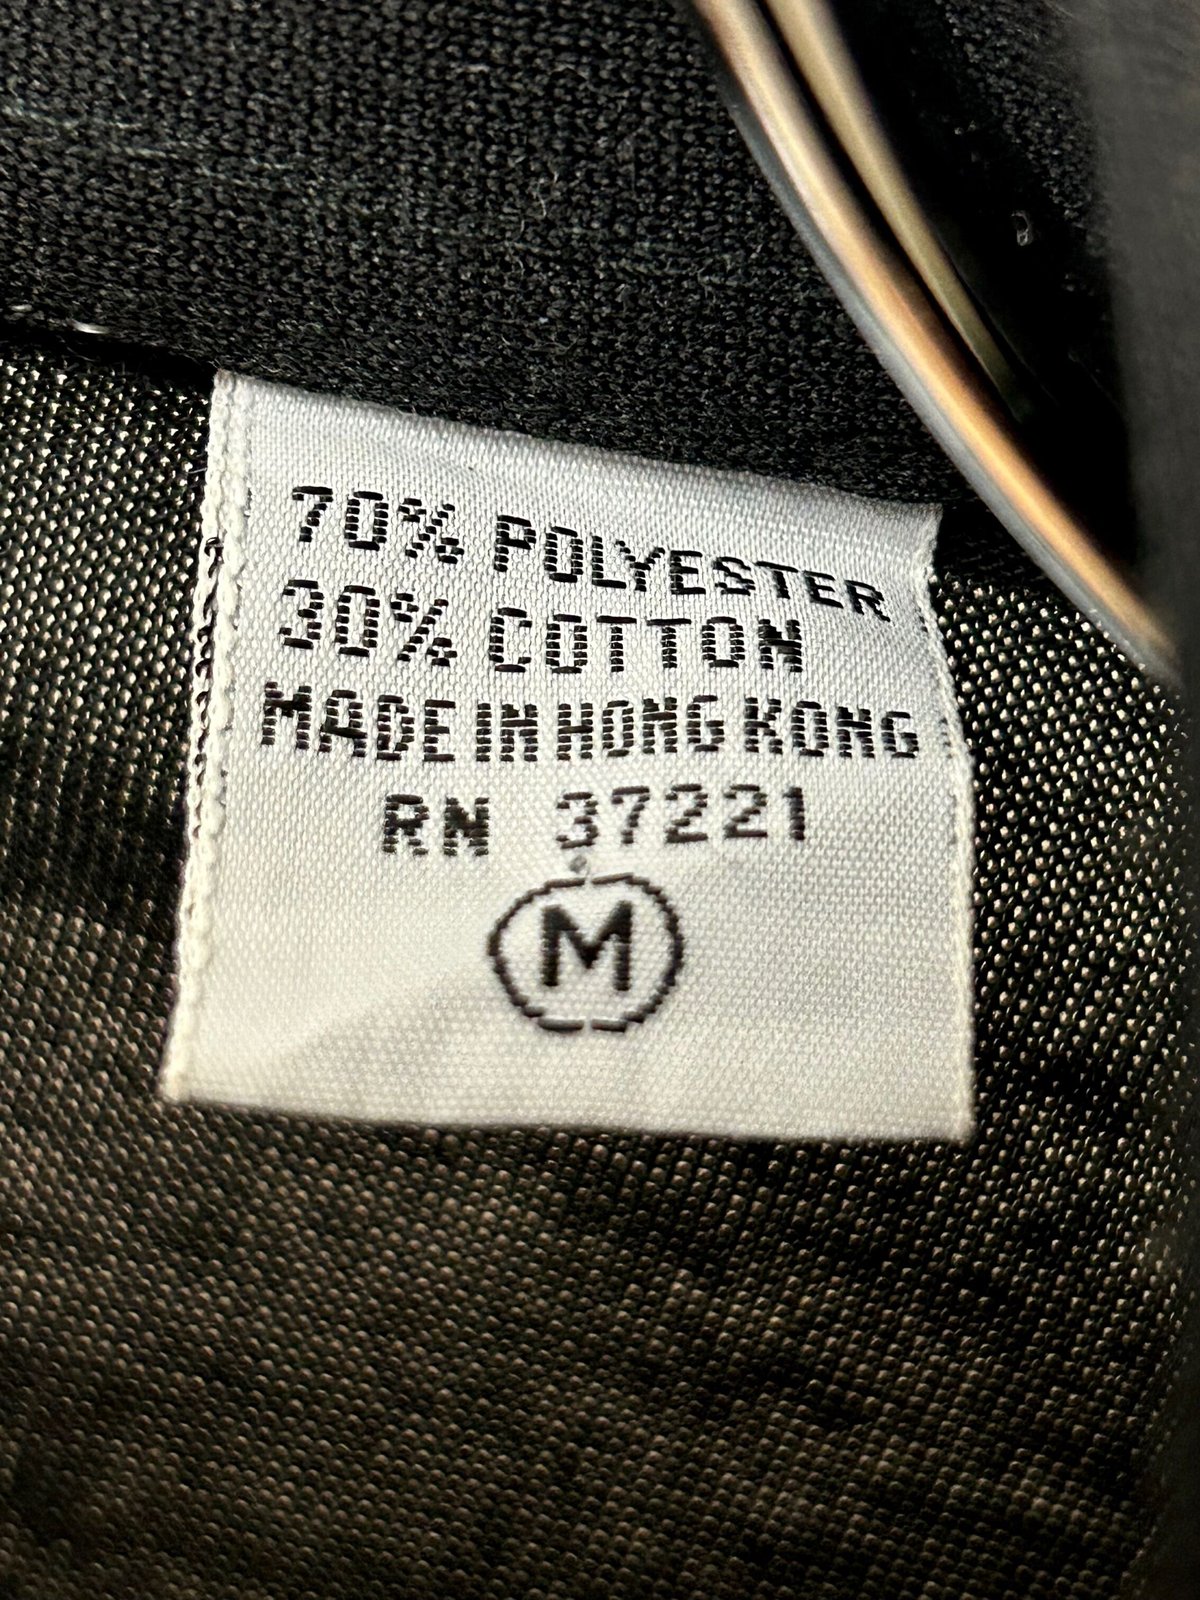 70% POLYESTER
30% COTTON
MADE IN HONG KONG
RN 37221
M